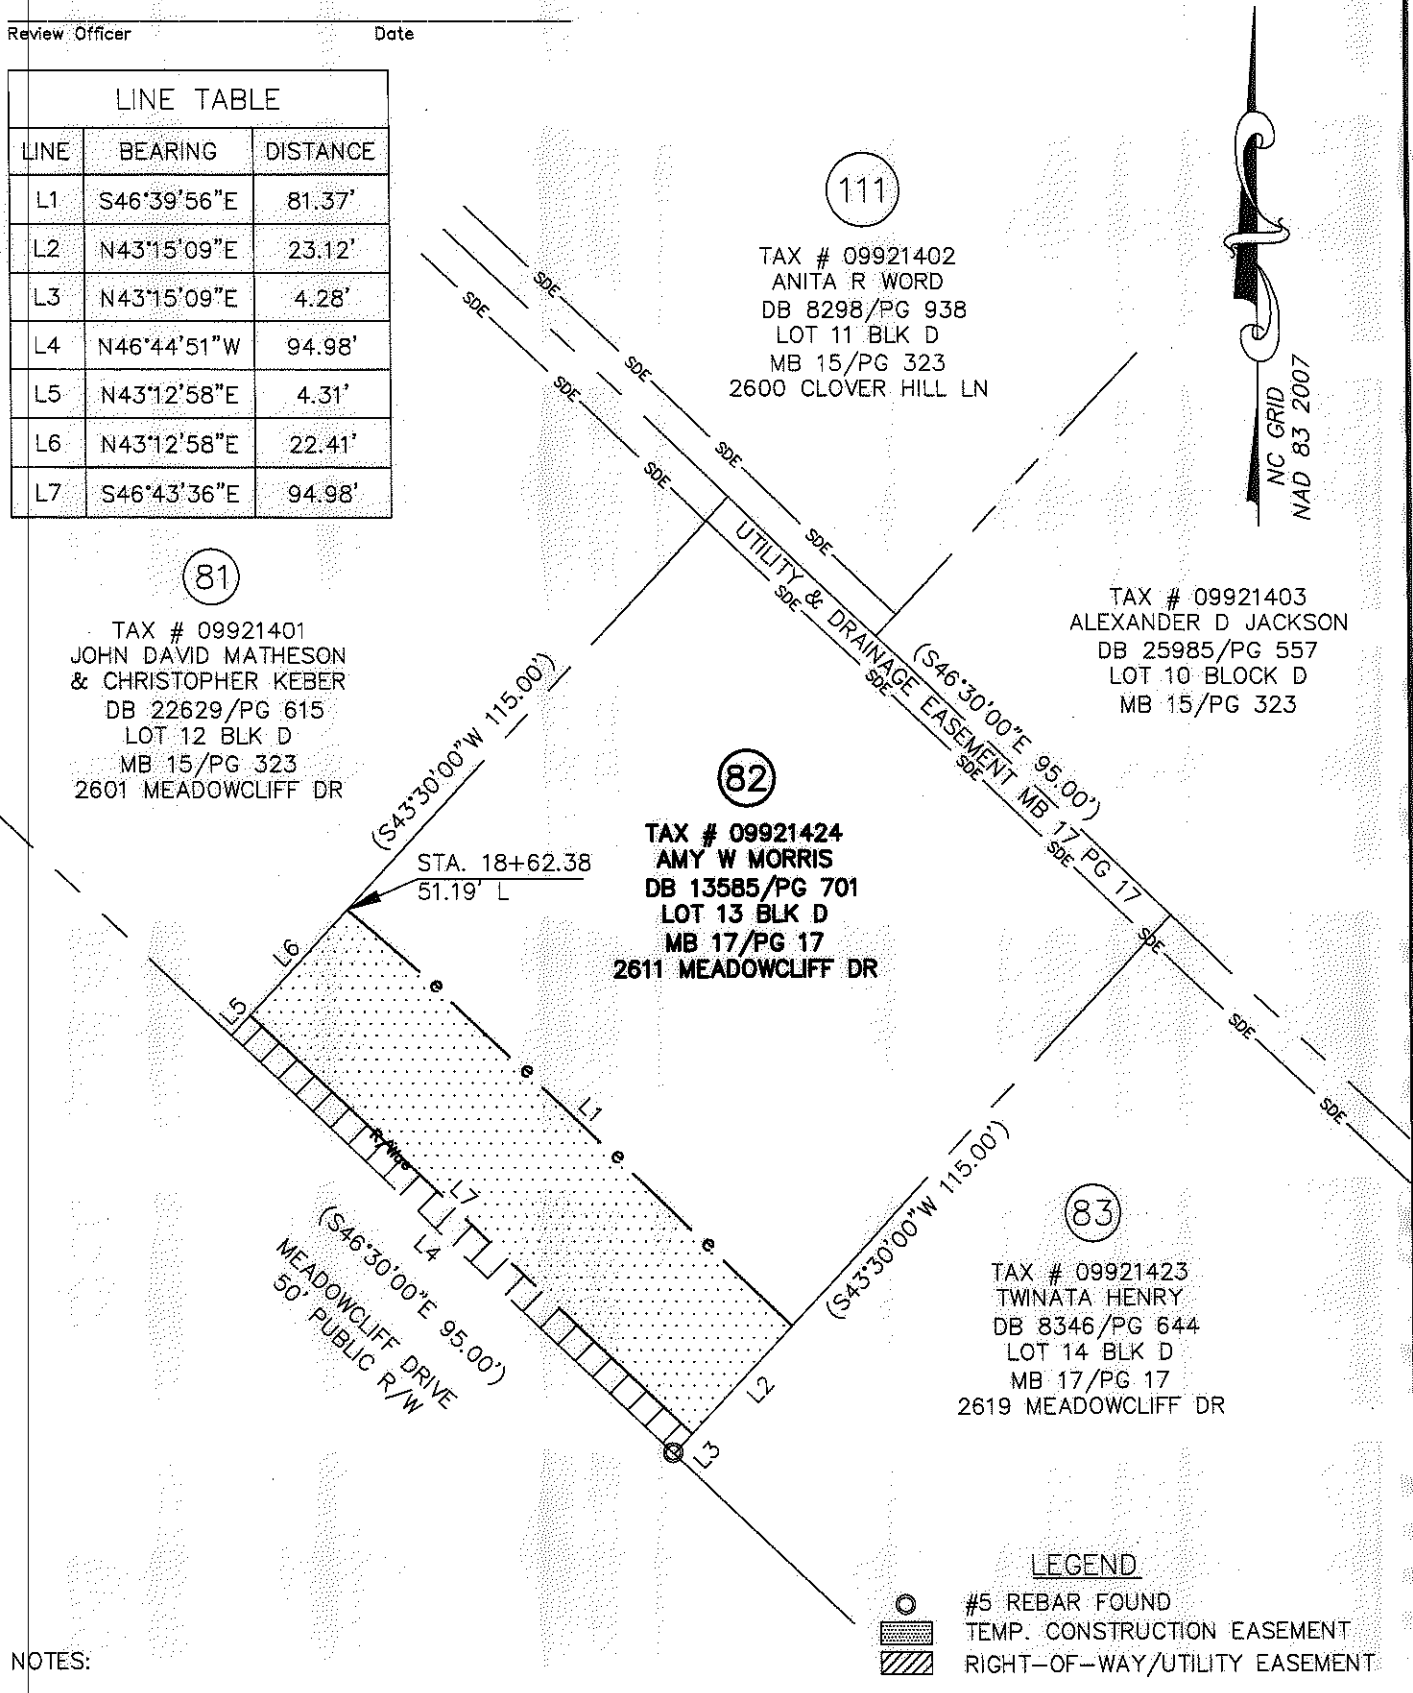 Review Officer Date
LINE TABLE
LINE BEARING DISTANCE
L1 S46°39'56"E 81.37'
L2 N43°15'09"E 23.12'
L3 N43°15'09"E 4.28'
L4 N46°44'51"W 94.98'
L5 N43°12'58"E 4.31'
L6 N43°12'58"E 22.41'
L7 S46°43'36"E 94.98'
111
TAX # 09921402
ANITA R WORD
DB 8298/PG 938
LOT 11 BLK D
MB 15/PG 323
2600 CLOVER HILL LN
NC GRID
NAD 83 2007
SDE
SDE
SDE
SDE
SDE
SDE
SDE
SDE
SDE
SDE
SDE
SDE
SDE
SDE
UTILITY & DRAINAGE EASEMENT MB 17 PG 17
(S46°30'00"E 95.00')
81
TAX # 09921401
JOHN DAVID MATHESON
& CHRISTOPHER KEBER
DB 22629/PG 615
LOT 12 BLK D
MB 15/PG 323
2601 MEADOWCLIFF DR
TAX # 09921403
ALEXANDER D JACKSON
DB 25985/PG 557
LOT 10 BLOCK D
MB 15/PG 323
(S43°30'00"W 115.00')
82
TAX # 09921424
AMY W MORRIS
DB 13585/PG 701
LOT 13 BLK D
MB 17/PG 17
2611 MEADOWCLIFF DR
STA. 18+62.38
51.19' L
L6
L5
e
e
L1
e
e
L7
L4
L2
L3
(S46°30'00"E 95.00')
MEADOWCLIFF DRIVE
50' PUBLIC R/W
(S43°30'00"W 115.00')
83
TAX # 09921423
TWINATA HENRY
DB 8346/PG 644
LOT 14 BLK D
MB 17/PG 17
2619 MEADOWCLIFF DR
LEGEND
#5 REBAR FOUND
TEMP. CONSTRUCTION EASEMENT
RIGHT-OF-WAY/UTILITY EASEMENT
NOTES: